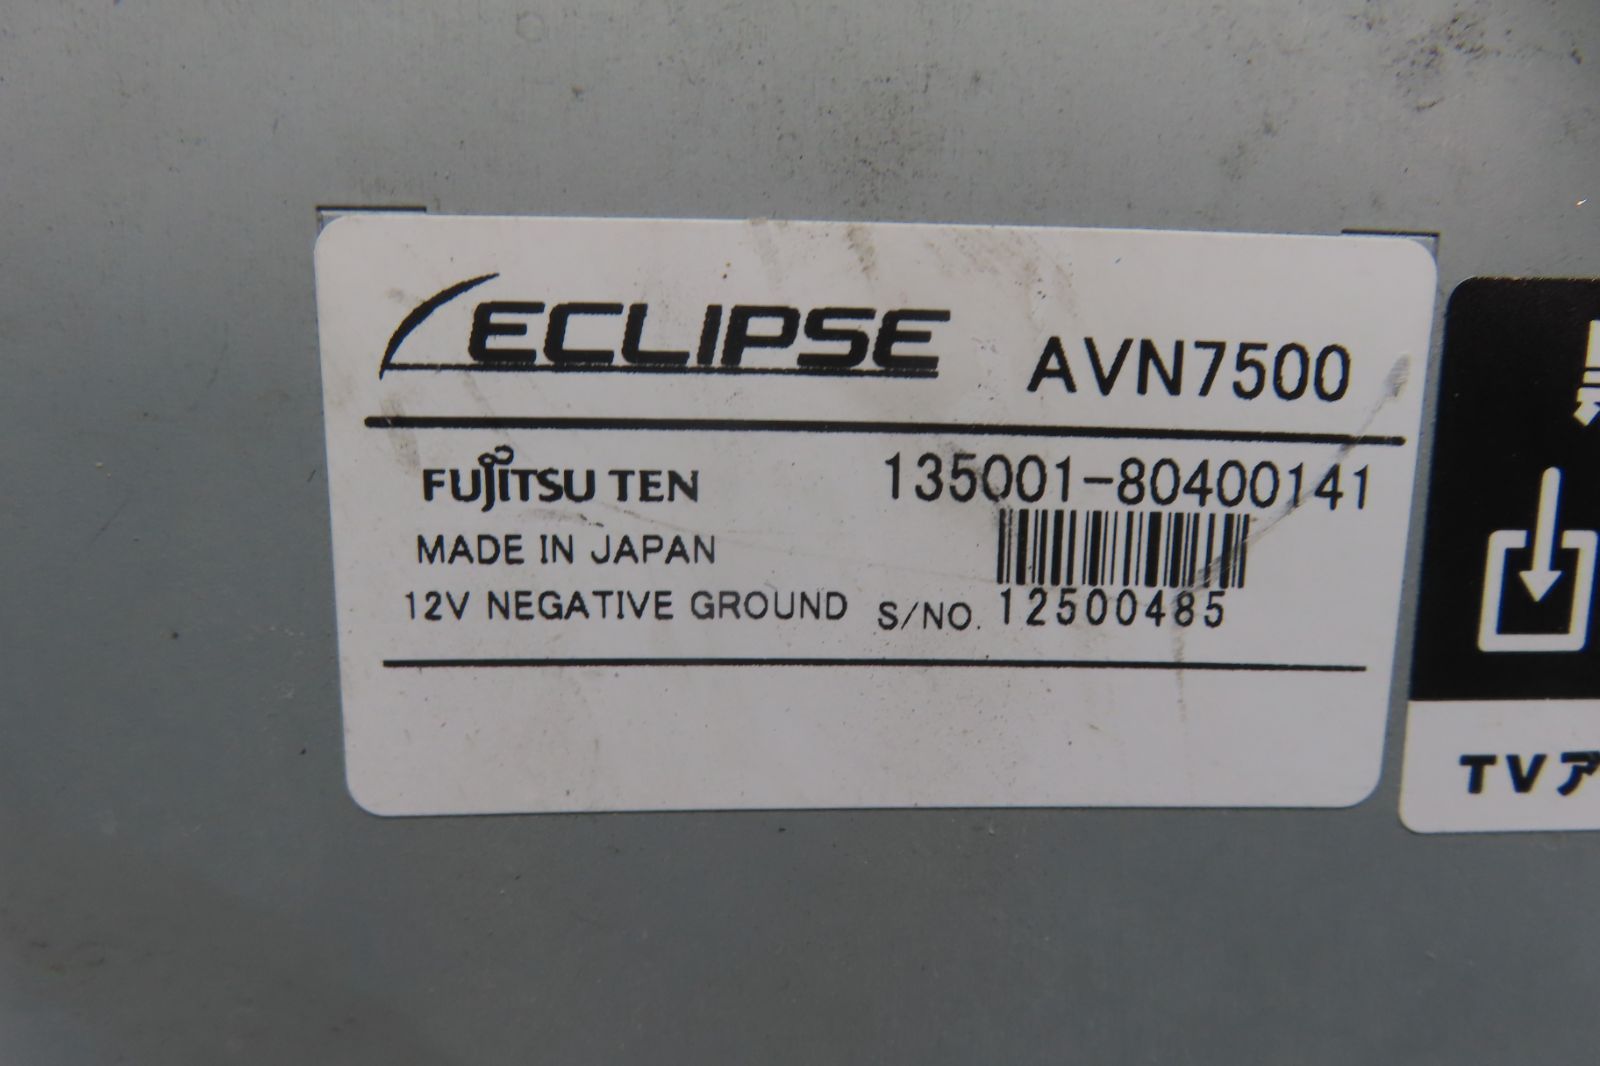 ECLIPSE AVN7500
FUJITSU TEN 135001-80400141
MADE IN JAPAN
12V NEGATIVE GROUND S/NO. 12500485
TVア